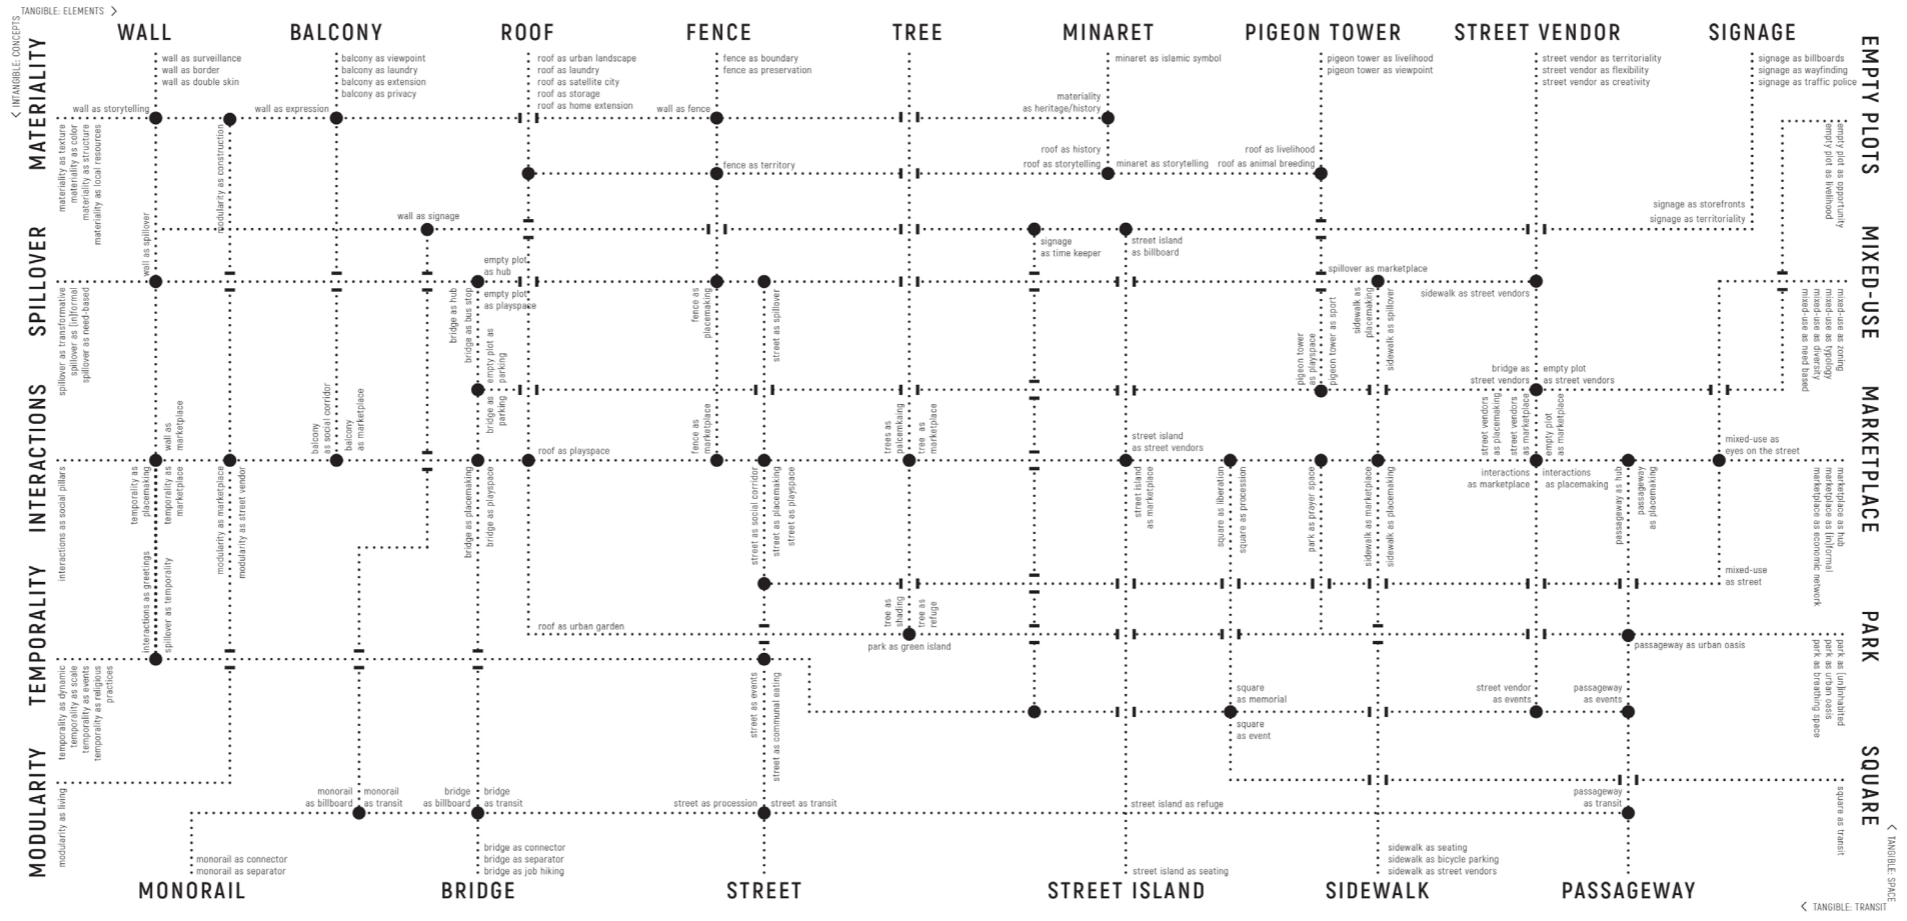 TANGIBLE: ELEMENTS >
< INTANGIBLE: CONCEPTS
WALL
BALCONY
ROOF
FENCE
TREE
MINARET
PIGEON TOWER
STREET VENDOR
SIGNAGE
MATERIALITY
SPILLOVER
INTERACTIONS
TEMPORALITY
MODULARITY
EMPTY PLOTS
MIXED-USE
MARKETPLACE
PARK
SQUARE
wall as surveillance
wall as border
wall as double skin
balcony as viewpoint
balcony as laundry
balcony as extension
balcony as privacy
roof as urban landscape
roof as laundry
roof as satellite city
roof as storage
roof as home extension
fence as boundary
fence as preservation
minaret as islamic symbol
pigeon tower as livelihood
pigeon tower as viewpoint
street vendor as territoriality
street vendor as flexibility
street vendor as creativity
signage as billboards
signage as wayfinding
signage as traffic police
wall as storytelling
wall as expression
wall as fence
materiality
as heritage/history
materiality as texture
materiality as color
materiality as structure
materiality as local resources
modularity as construction
empty plot as opportunity
empty plot as livelihood
fence as territory
roof as history
roof as storytelling
minaret as storytelling
roof as livelihood
roof as animal breeding
wall as spillover
wall as signage
signage as storefronts
signage as territoriality
signage
as time keeper
street island
as billboard
empty plot
as hub
empty plot
as playspace
spillover as marketplace
sidewalk as street vendors
spillover as transformative
spillover as [in]formal
spillover as need-based
bridge as hub
bridge as bus stop
empty plot as
parking
fence as
placemaking
street as spillover
pigeon tower
as playspace
pigeon tower as sport
sidewalk as
placemaking
sidewalk as spillover
mixed-use as zoning
mixed-use as typology
mixed-use as diversity
mixed-use as need based
bridge as
street vendors
empty plot
as street vendors
wall as
marketplace
balcony
as social corridor
balcony
as marketplace
bridge as
parking
roof as playspace
fence as
marketplace
trees as
palcemkaing
tree as
marketplace
street island
as street vendors
street vendors
as placemaking
street vendors
as marketplace
empty plot
as marketplace
mixed-use as
eyes on the street
interactions as social pillars
temporality as
placemaking
temporality as
marketplace
modularity as marketplace
modularity as street vendor
bridge as placemaking
bridge as playspace
street as social corridor
street as placemaking
street as playspace
street island
as marketplace
square as liberation
square as procession
park as prayer space
sidewalk as marketplace
sidewalk as placemaking
interactions
as marketplace
interactions
as placemaking
passageway as hub
passageway
as placemaking
marketplace as hub
marketplace as [in]formal
marketplace as economic network
interactions as greetings
spillover as temporality
mixed-use
as street
roof as urban garden
tree as
shading
tree as
refuge
park as green island
passageway as urban oasis
temporality as dynamic
temporality as scale
temporality as events
temporality as religious
practices
street as events
street as communal eating
square
as memorial
square
as event
street vendor
as events
passageway
as events
park as [un]inhabited
park as urban oasis
park as breathing space
modularity as living
monorail
as billboard
monorail
as transit
bridge
as billboard
bridge
as transit
street as procession
street as transit
street island as refuge
passageway
as transit
square as transit
monorail as connector
monorail as separator
bridge as connector
bridge as separator
bridge as job hiking
street island as seating
sidewalk as seating
sidewalk as bicycle parking
sidewalk as street vendors
MONORAIL
BRIDGE
STREET
STREET ISLAND
SIDEWALK
PASSAGEWAY
< TANGIBLE: SPACE
< TANGIBLE: TRANSIT